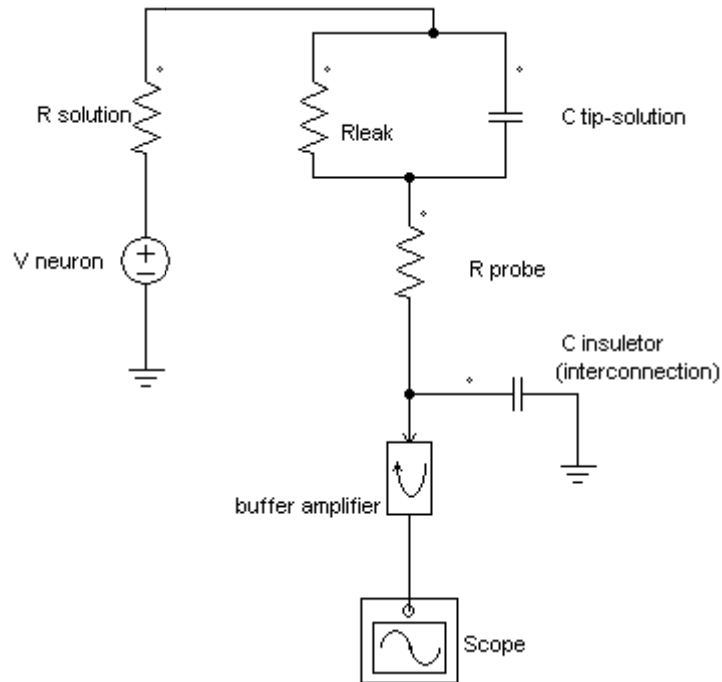 R solution
Rleak
C tip-solution
V neuron
R probe
C insuletor
(interconnection)
buffer amplifier
Scope